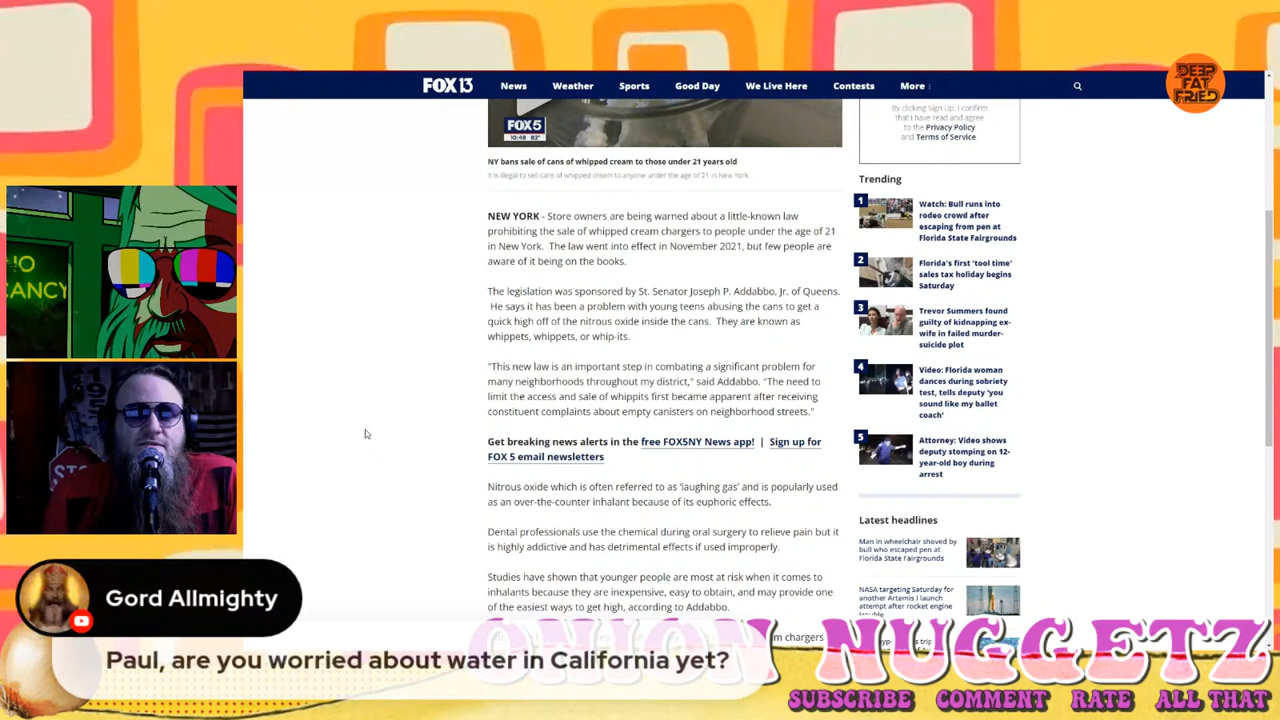 DEEP
FAT
FRIED
FOX 13
News
Weather
Sports
Good Day
We Live Here
Contests
More
By clicking Sign Up, I confirm
that I have read and agree
to the Privacy Policy
and Terms of Service.
FOX 5
10:48 82°
NY bans sale of cans of whipped cream to those under 21 years old
It is illegal to sell cans of whipped cream to anyone under the age of 21 in New York.
NEW YORK - Store owners are being warned about a little-known law
prohibiting the sale of whipped cream chargers to people under the age of 21
in New York. The law went into effect in November 2021, but few people are
aware of it being on the books.
The legislation was sponsored by St. Senator Joseph P. Addabbo, Jr. of Queens.
He says it has been a problem with young teens abusing the cans to get a
quick high off of the nitrous oxide inside the cans. They are known as
whippets, whippets, or whip-its.
"This new law is an important step in combating a significant problem for
many neighborhoods throughout my district," said Addabbo. "The need to
limit the access and sale of whippits first became apparent after receiving
constituent complaints about empty canisters on neighborhood streets."
Get breaking news alerts in the free FOX5NY News app! | Sign up for
FOX 5 email newsletters
Nitrous oxide which is often referred to as 'laughing gas' and is popularly used
as an over-the-counter inhalant because of its euphoric effects.
Dental professionals use the chemical during oral surgery to relieve pain but it
is highly addictive and has detrimental effects if used improperly.
Studies have shown that younger people are most at risk when it comes to
inhalants because they are inexpensive, easy to obtain, and may provide one
of the easiest ways to get high, according to Addabbo.
chargers
Trending
1
Watch: Bull runs into
rodeo crowd after
escaping from pen at
Florida State Fairgrounds
2
Florida's first 'tool time'
sales tax holiday begins
Saturday
3
Trevor Summers found
guilty of kidnapping ex-
wife in failed murder-
suicide plot
4
Video: Florida woman
dances during sobriety
test, tells deputy 'you
sound like my ballet
coach'
5
Attorney: Video shows
deputy stomping on 12-
year-old boy during
arrest
Latest headlines
Man in wheelchair shoved by
bull who escaped pen at
Florida State Fairgrounds
NASA targeting Saturday for
another Artemis I launch
attempt after rocket engine
trouble
NO
VACANCY
STO
Gord Allmighty
Paul, are you worried about water in California yet?
ONION NUGGETZ
SUBSCRIBE COMMENT RATE ALL THAT